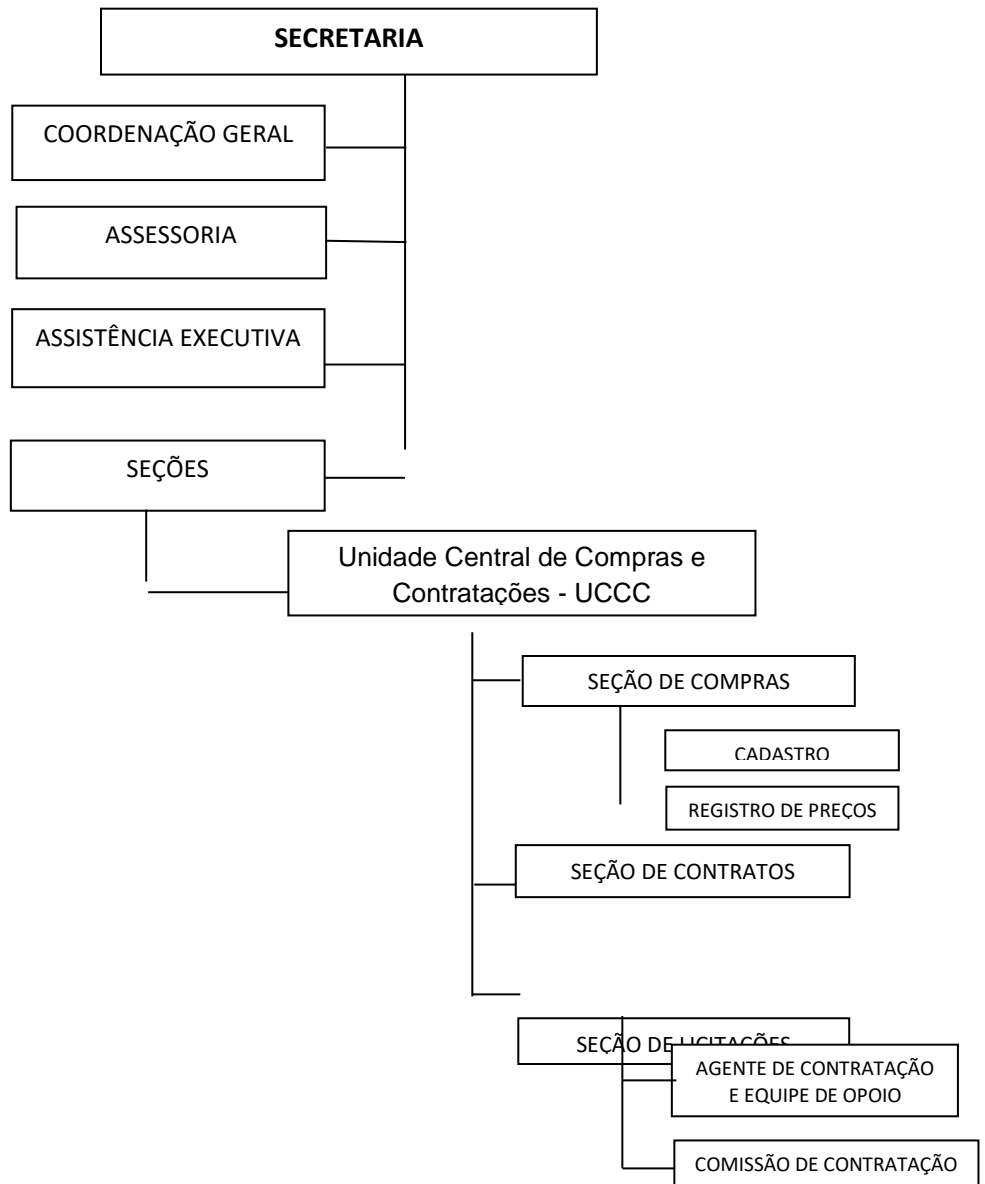 SECRETARIA
COORDENAÇÃO GERAL
ASSESSORIA
ASSISTÊNCIA EXECUTIVA
SEÇÕES
Unidade Central de Compras e
Contratações - UCCC
SEÇÃO DE COMPRAS
CADASTRO
REGISTRO DE PREÇOS
SEÇÃO DE CONTRATOS
SEÇÃO DE LICITAÇÕES
AGENTE DE CONTRATAÇÃO
E EQUIPE DE OPOIO
COMISSÃO DE CONTRATAÇÃO